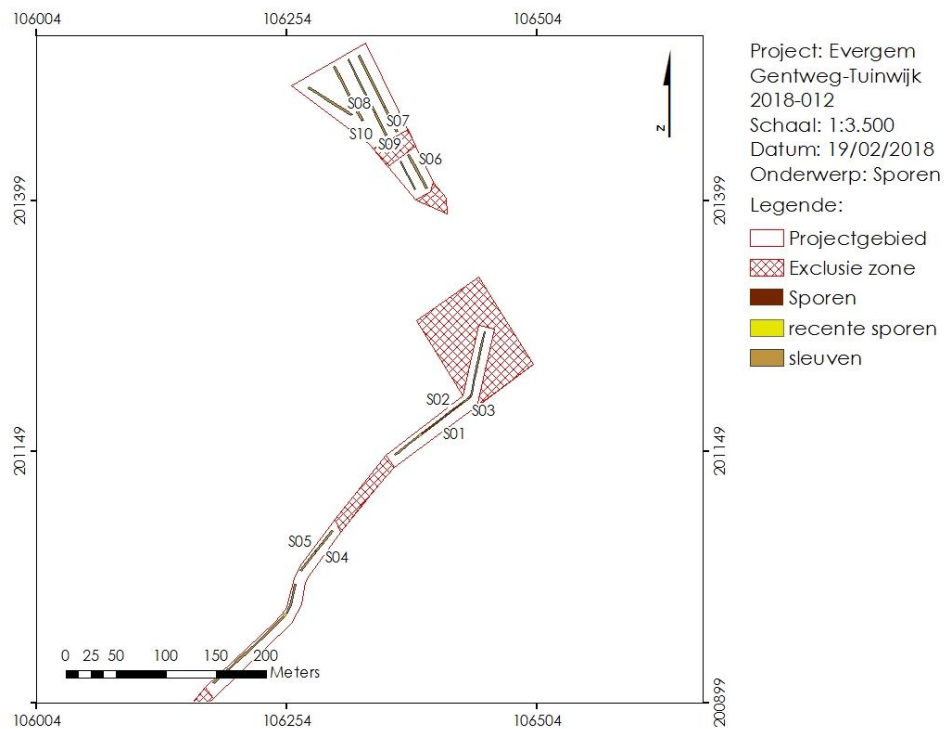 106004 106254 106504
Project: Evergem
Gentweg-Tuinwijk
2018-012
Schaal: 1:3.500
Datum: 19/02/2018
Onderwerp: Sporen
Legende:
Projectgebied
Exclusie zone
Sporen
recente sporen
sleuven
N
S08
S07
S10
S09
S06
201399 201399
S02
S03
S01
201149 201149
S05
S04
0 25 50 100 150 200
Meters
200899
106004 106254 106504